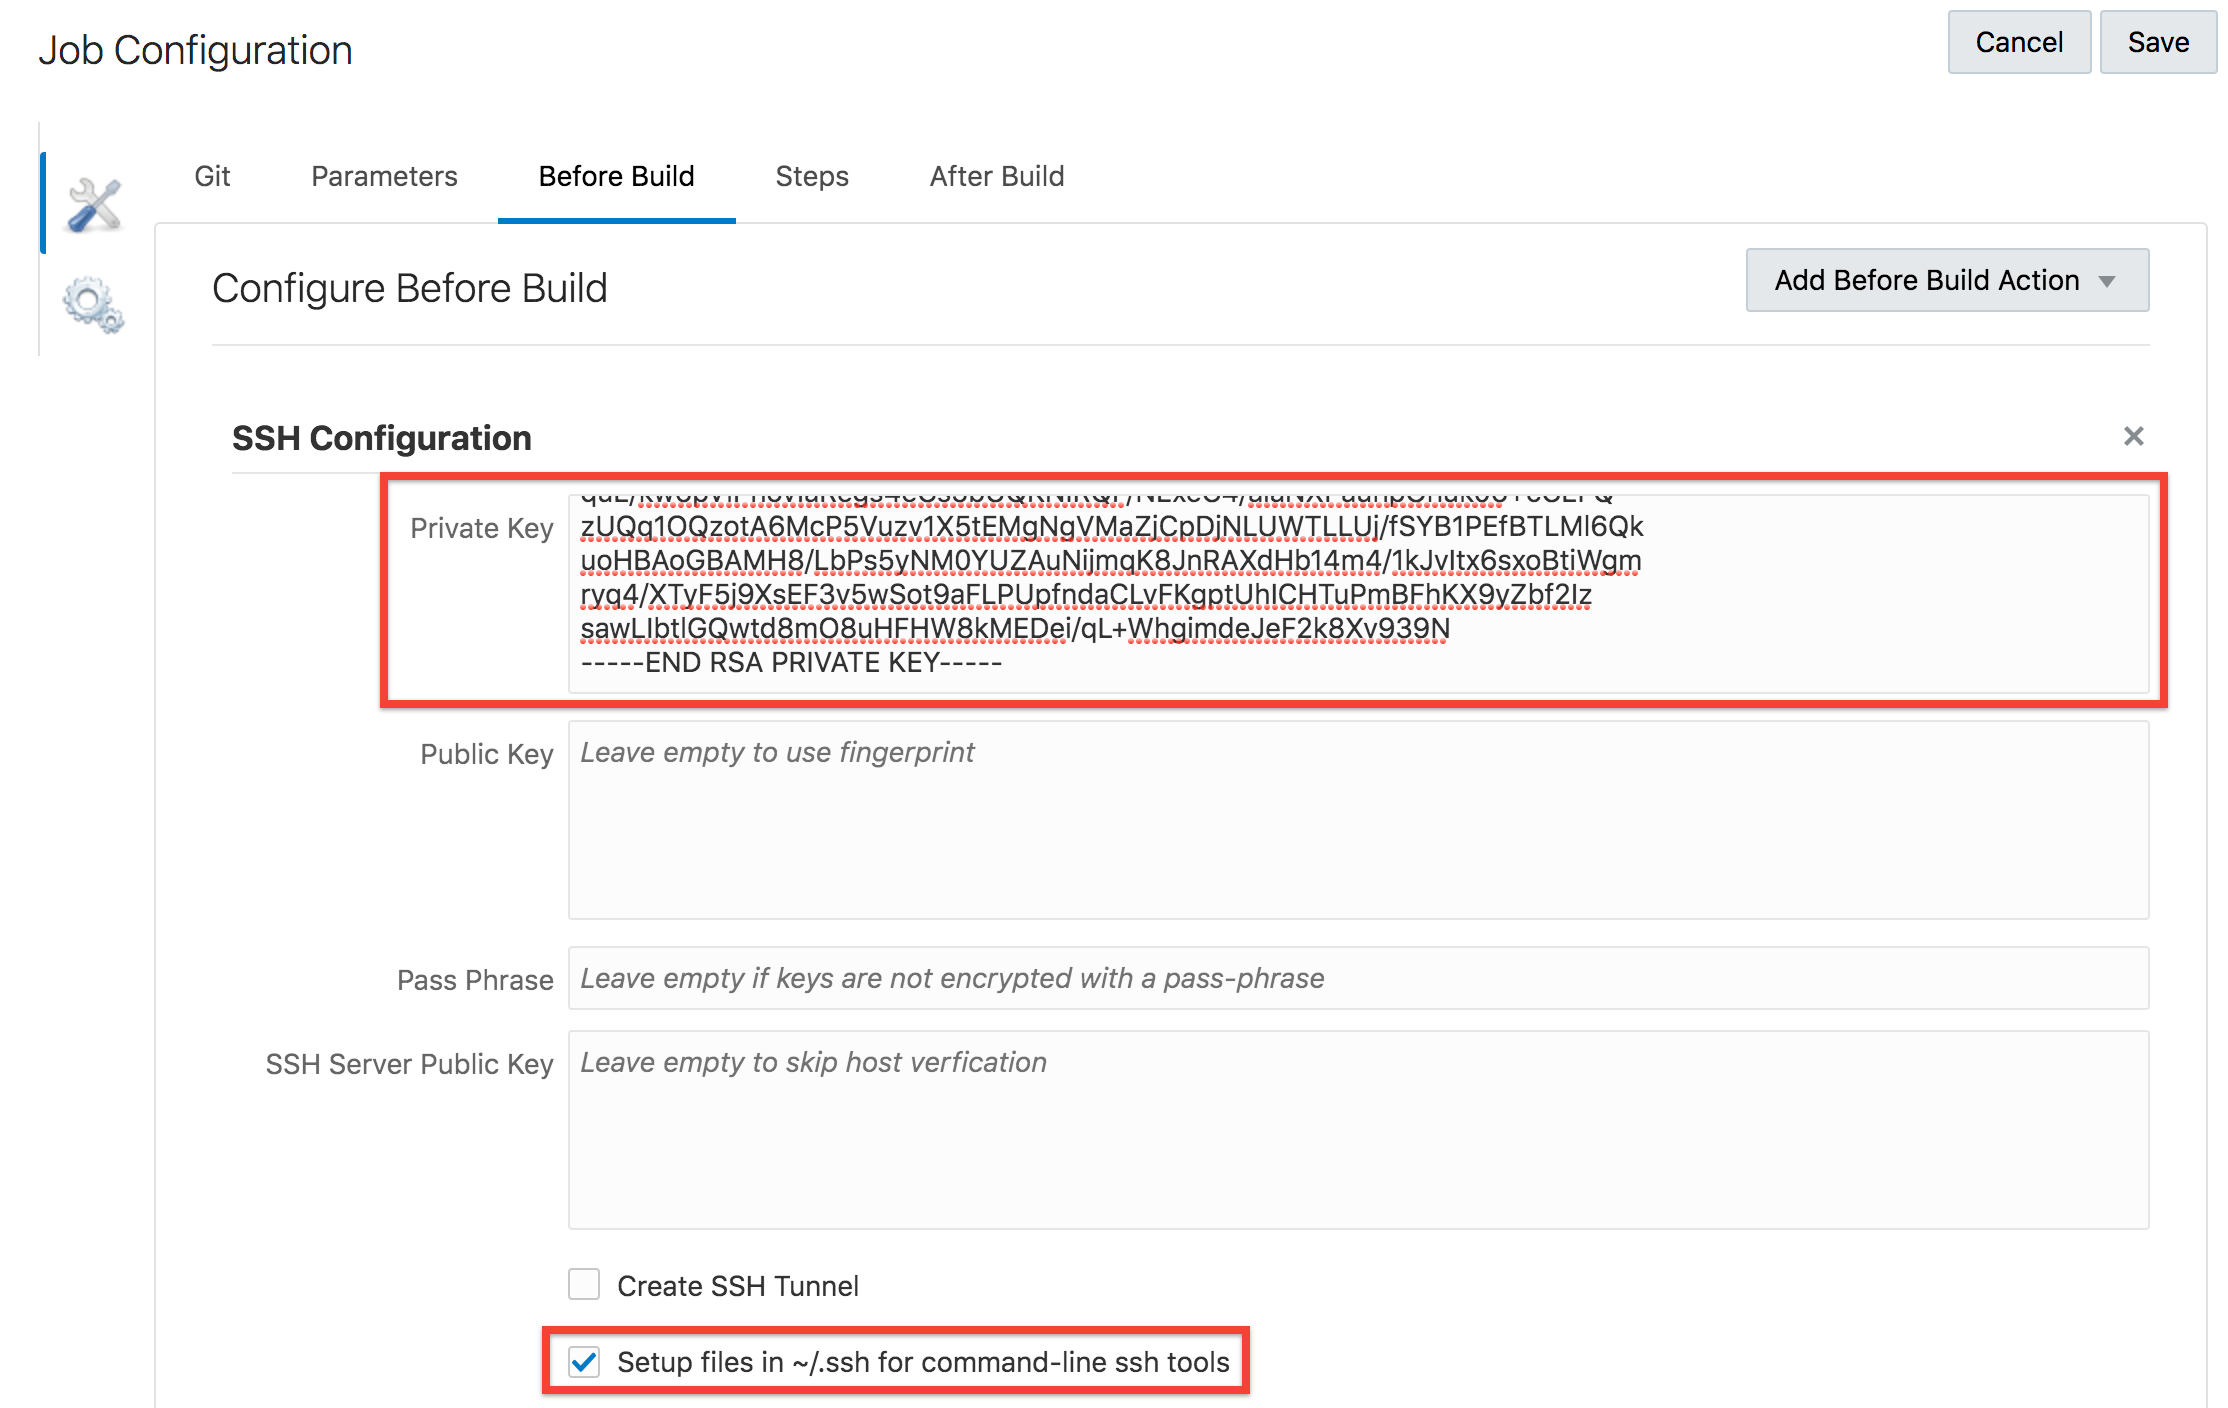 Job Configuration
Cancel
Save
Git
Parameters
Before Build
Steps
After Build
Configure Before Build
Add Before Build Action
SSH Configuration
Private Key
zUQq1OQzotA6McP5Vuzv1X5tEMgNgVMaZjCpDjNLUWTLLUj/fSYB1PEfBTLMl6Qk
uoHBAoGBAMH8/LbPs5yNM0YUZAuNijmqK8JnRAXdHb14m4/1kJvItx6sxoBtiWgm
ryq4/XTyF5j9XsEF3v5wSot9aFLPUpfndaCLvFKgptUhICHTuPmBFhKX9yZbf2Iz
sawLIbtlGQwtd8mO8uHFHW8kMEDei/qL+WhgimdeJeF2k8Xv939N
-----END RSA PRIVATE KEY-----
Public Key
Leave empty to use fingerprint
Pass Phrase
Leave empty if keys are not encrypted with a pass-phrase
SSH Server Public Key
Leave empty to skip host verfication
Create SSH Tunnel
Setup files in ~/.ssh for command-line ssh tools